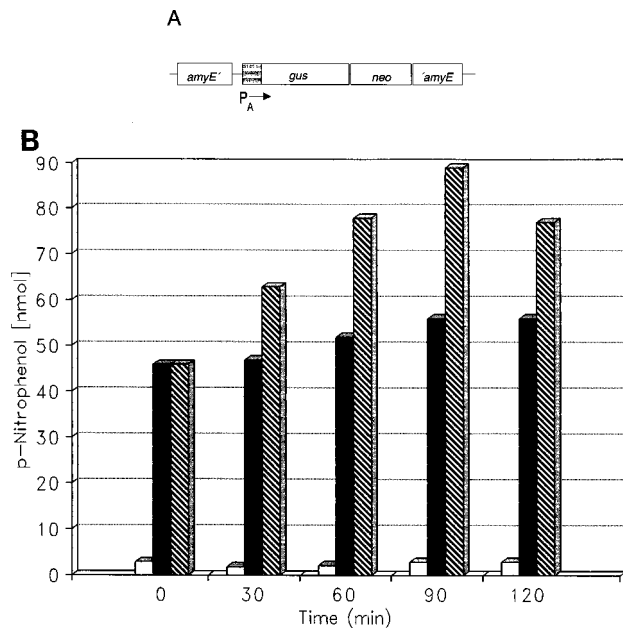 A
amyE´ gus neo ´amyE
P A
B
90
80
70
60
50
40
30
20
10
0
p-Nitrophenol [nmol]
0 30 60 90 120
Time (min)